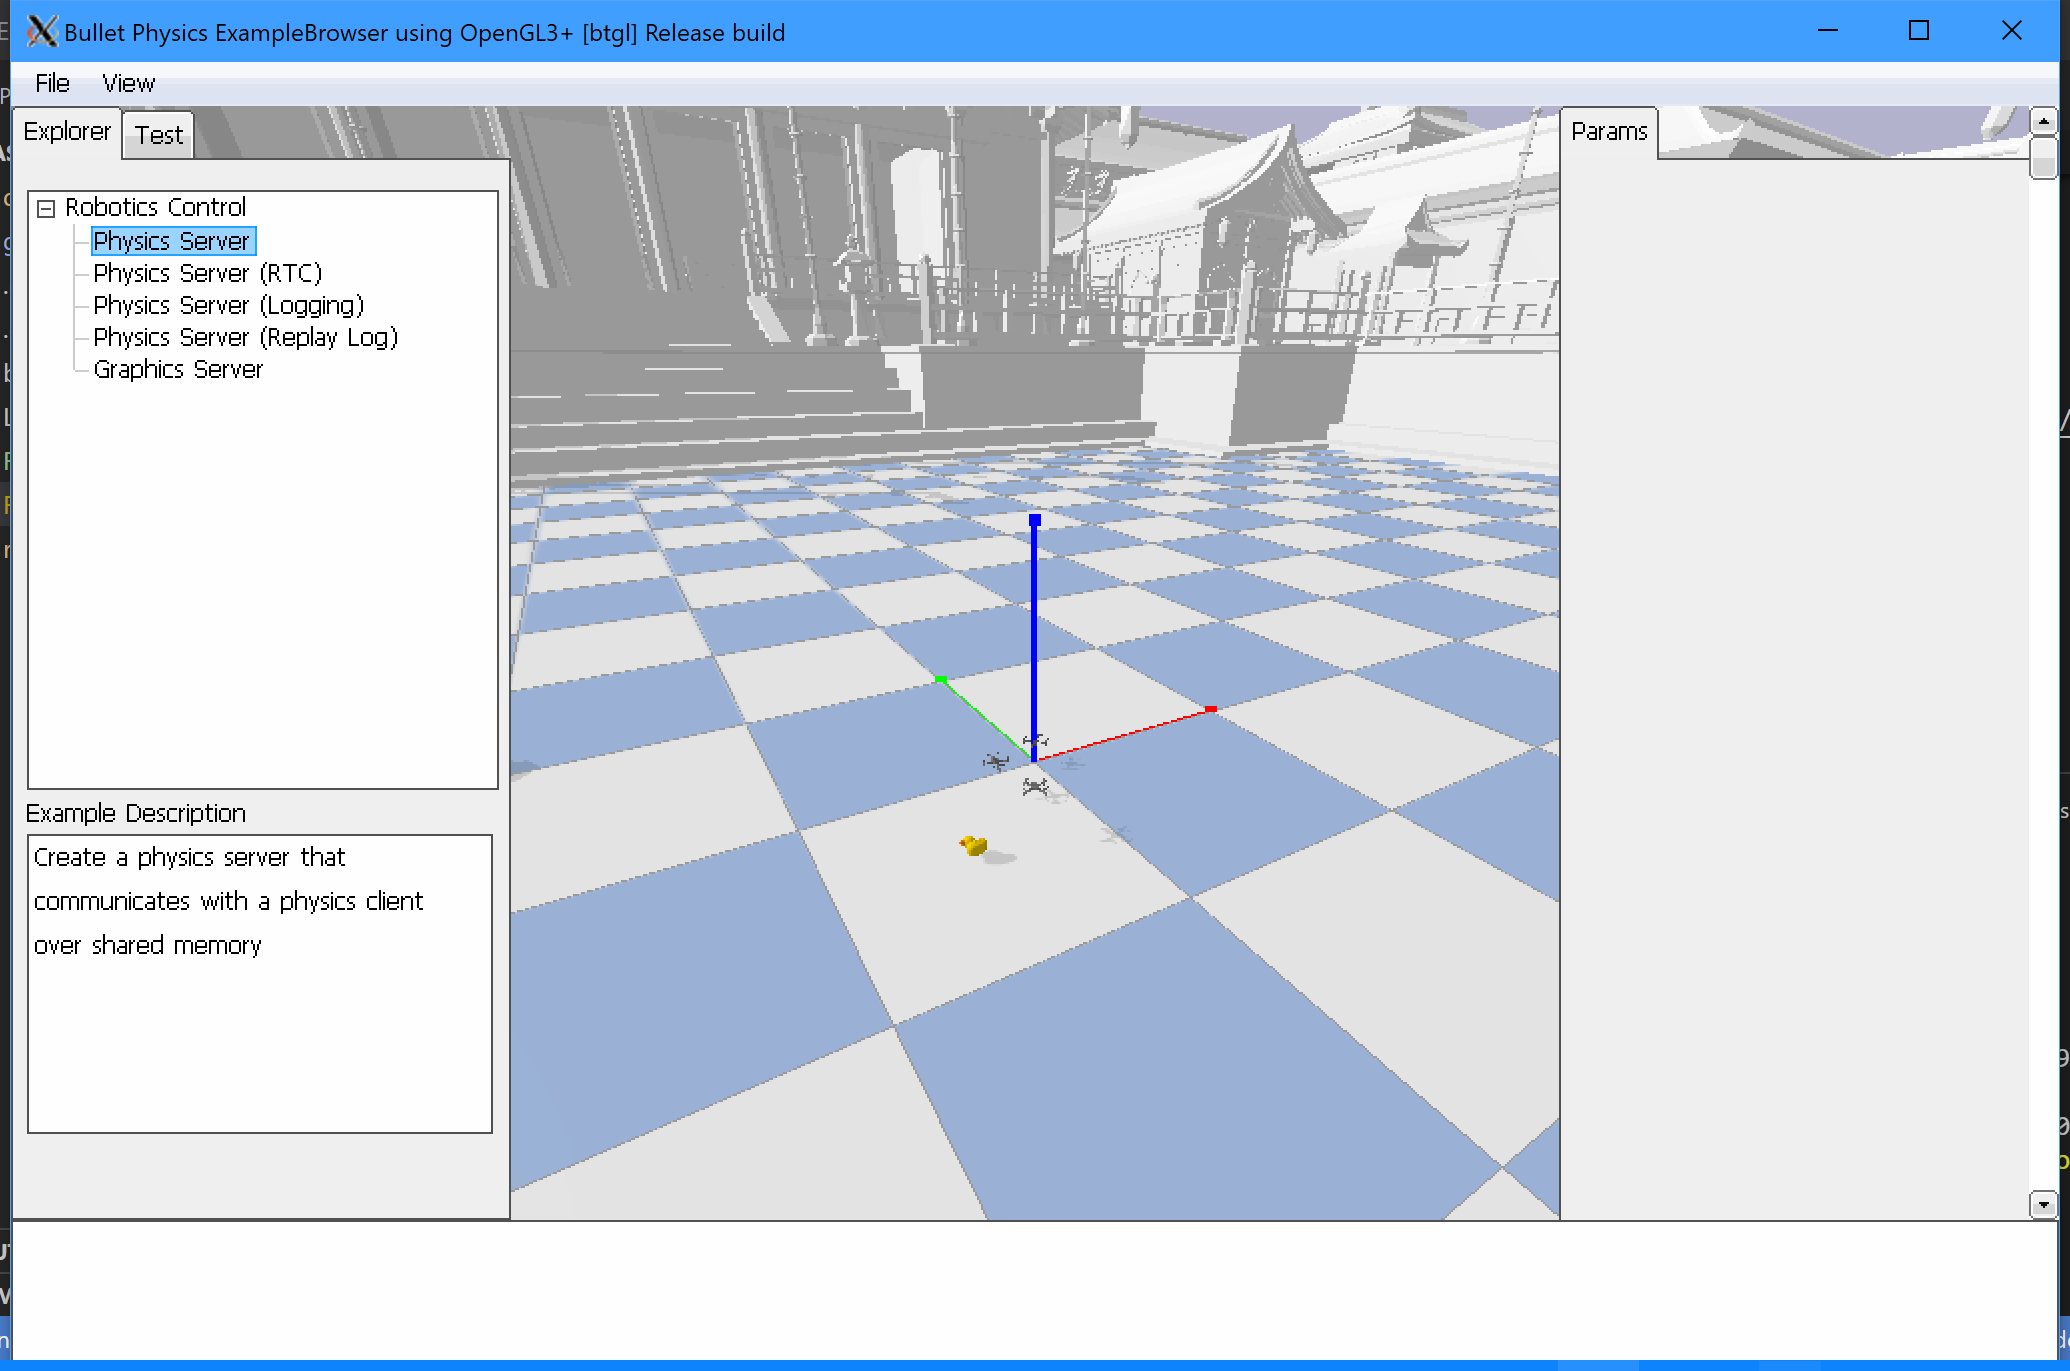 Bullet Physics ExampleBrowser using OpenGL3+ [btgl] Release build
File View
Explorer Test
Params
Robotics Control
Physics Server
Physics Server (RTC)
Physics Server (Logging)
Physics Server (Replay Log)
Graphics Server
Example Description
Create a physics server that
communicates with a physics client
over shared memory